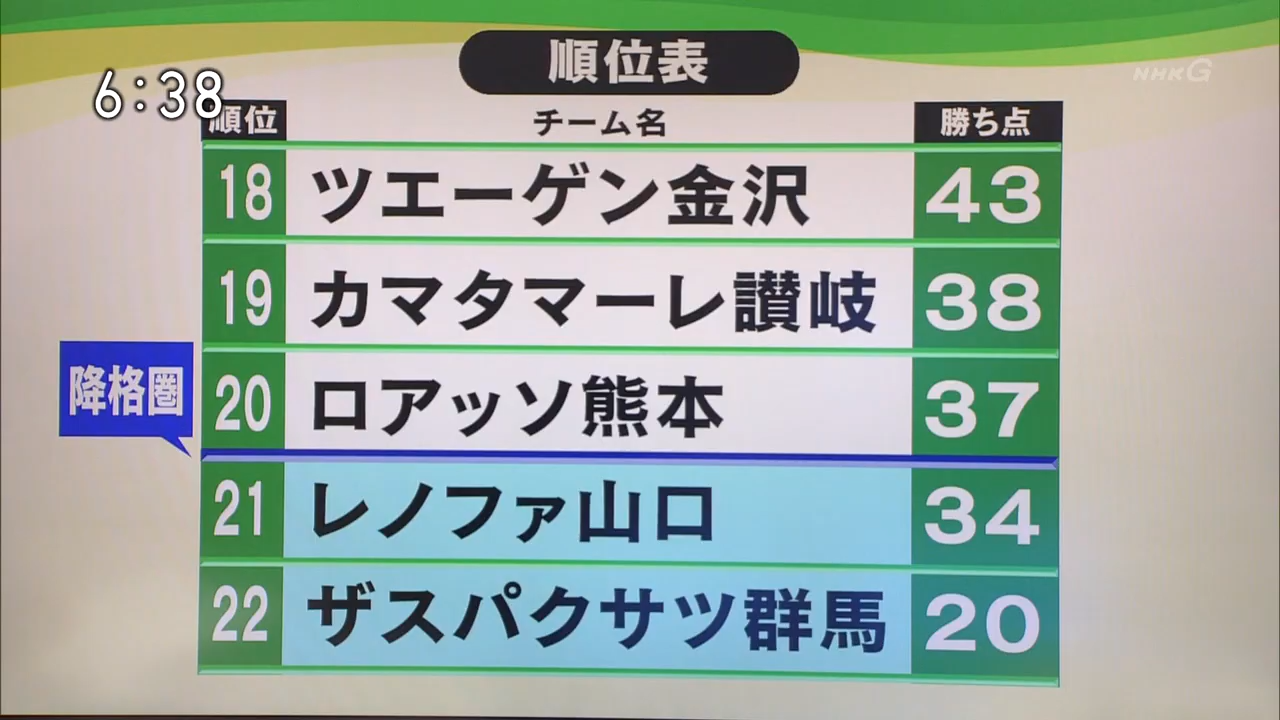 順位表
NHKG
6:38
順位 チーム名 勝ち点
18 ツエーゲン金沢 43
19 カマタマーレ讃岐 38
降格圏
20 ロアッソ熊本 37
21 レノファ山口 34
22 ザスパクサツ群馬 20